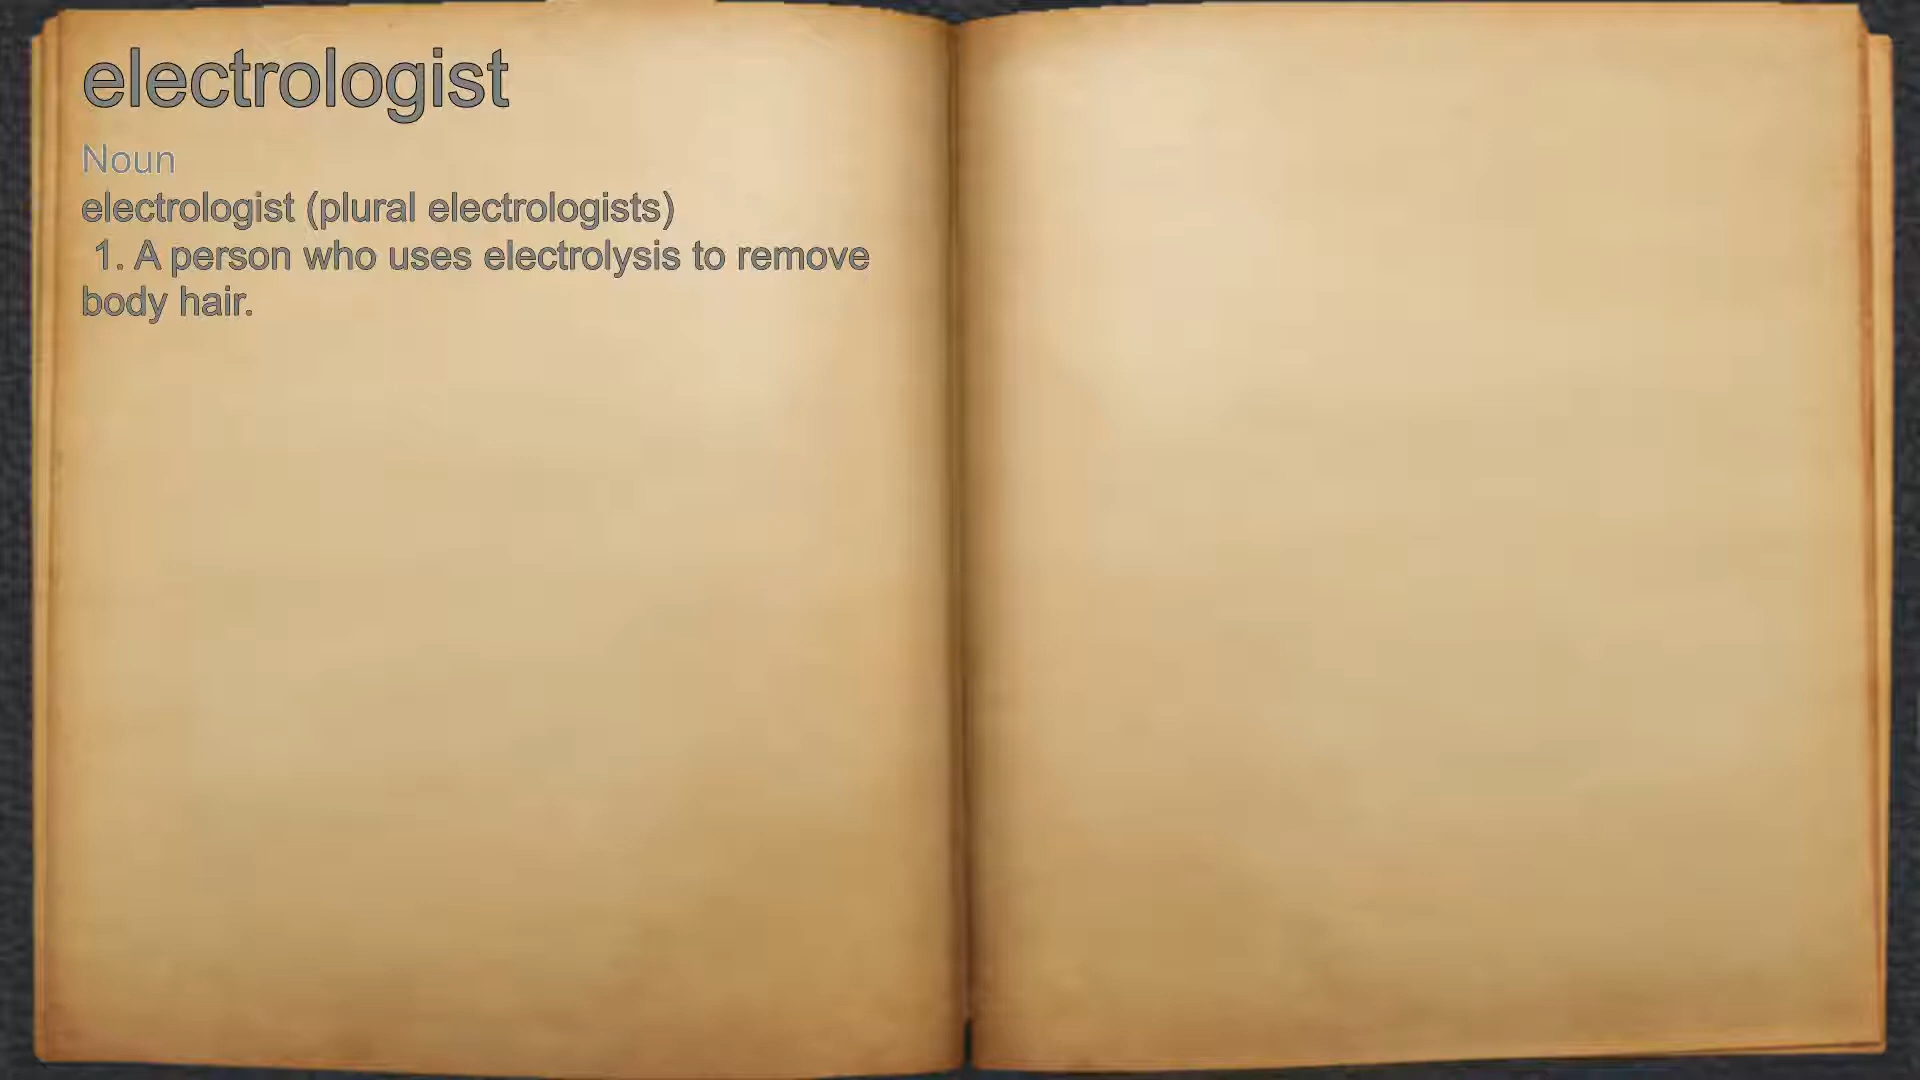 electrologist
Noun
electrologist (plural electrologists)
1. A person who uses electrolysis to remove
body hair.